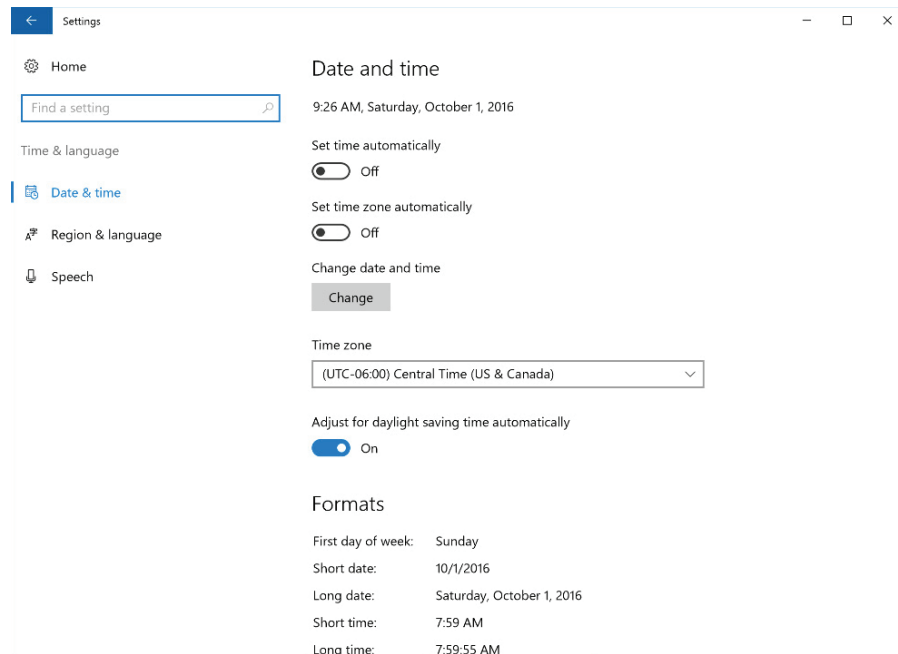 Settings
Home
Find a setting
Time & language
Date & time
Region & language
Speech
Date and time
9:26 AM, Saturday, October 1, 2016
Set time automatically
Off
Set time zone automatically
Off
Change date and time
Change
Time zone
(UTC-06:00) Central Time (US & Canada)
Adjust for daylight saving time automatically
On
Formats
First day of week: Sunday
Short date: 10/1/2016
Long date: Saturday, October 1, 2016
Short time: 7:59 AM
Long time: 7:59:55 AM